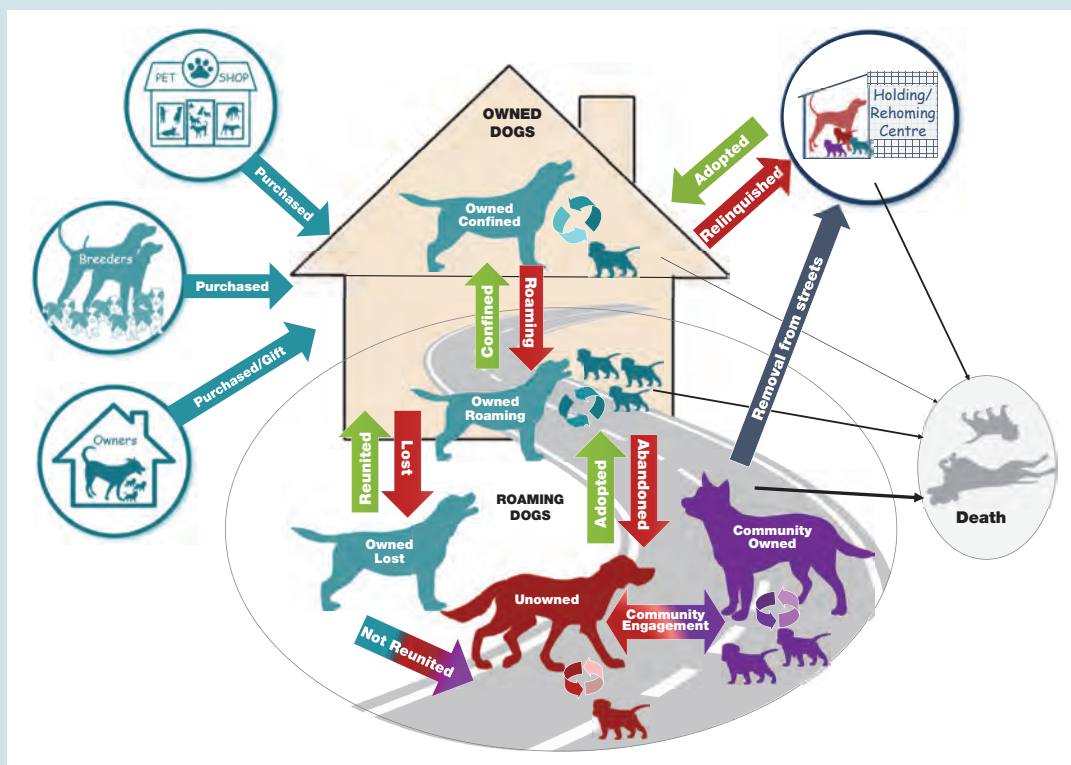 PET SHOP
Purchased
Breeders
Purchased
Owners
Purchased/Gift
OWNED
DOGS
Owned
Confined
Confined
Roaming
Owned
Roaming
Reunited
Lost
ROAMING
DOGS
Adopted
Abandoned
Owned
Lost
Unowned
Community
Engagement
Community
Owned
Not Reunited
Adopted
Relinquished
Holding/
Rehoming
Centre
Removal from streets
Death